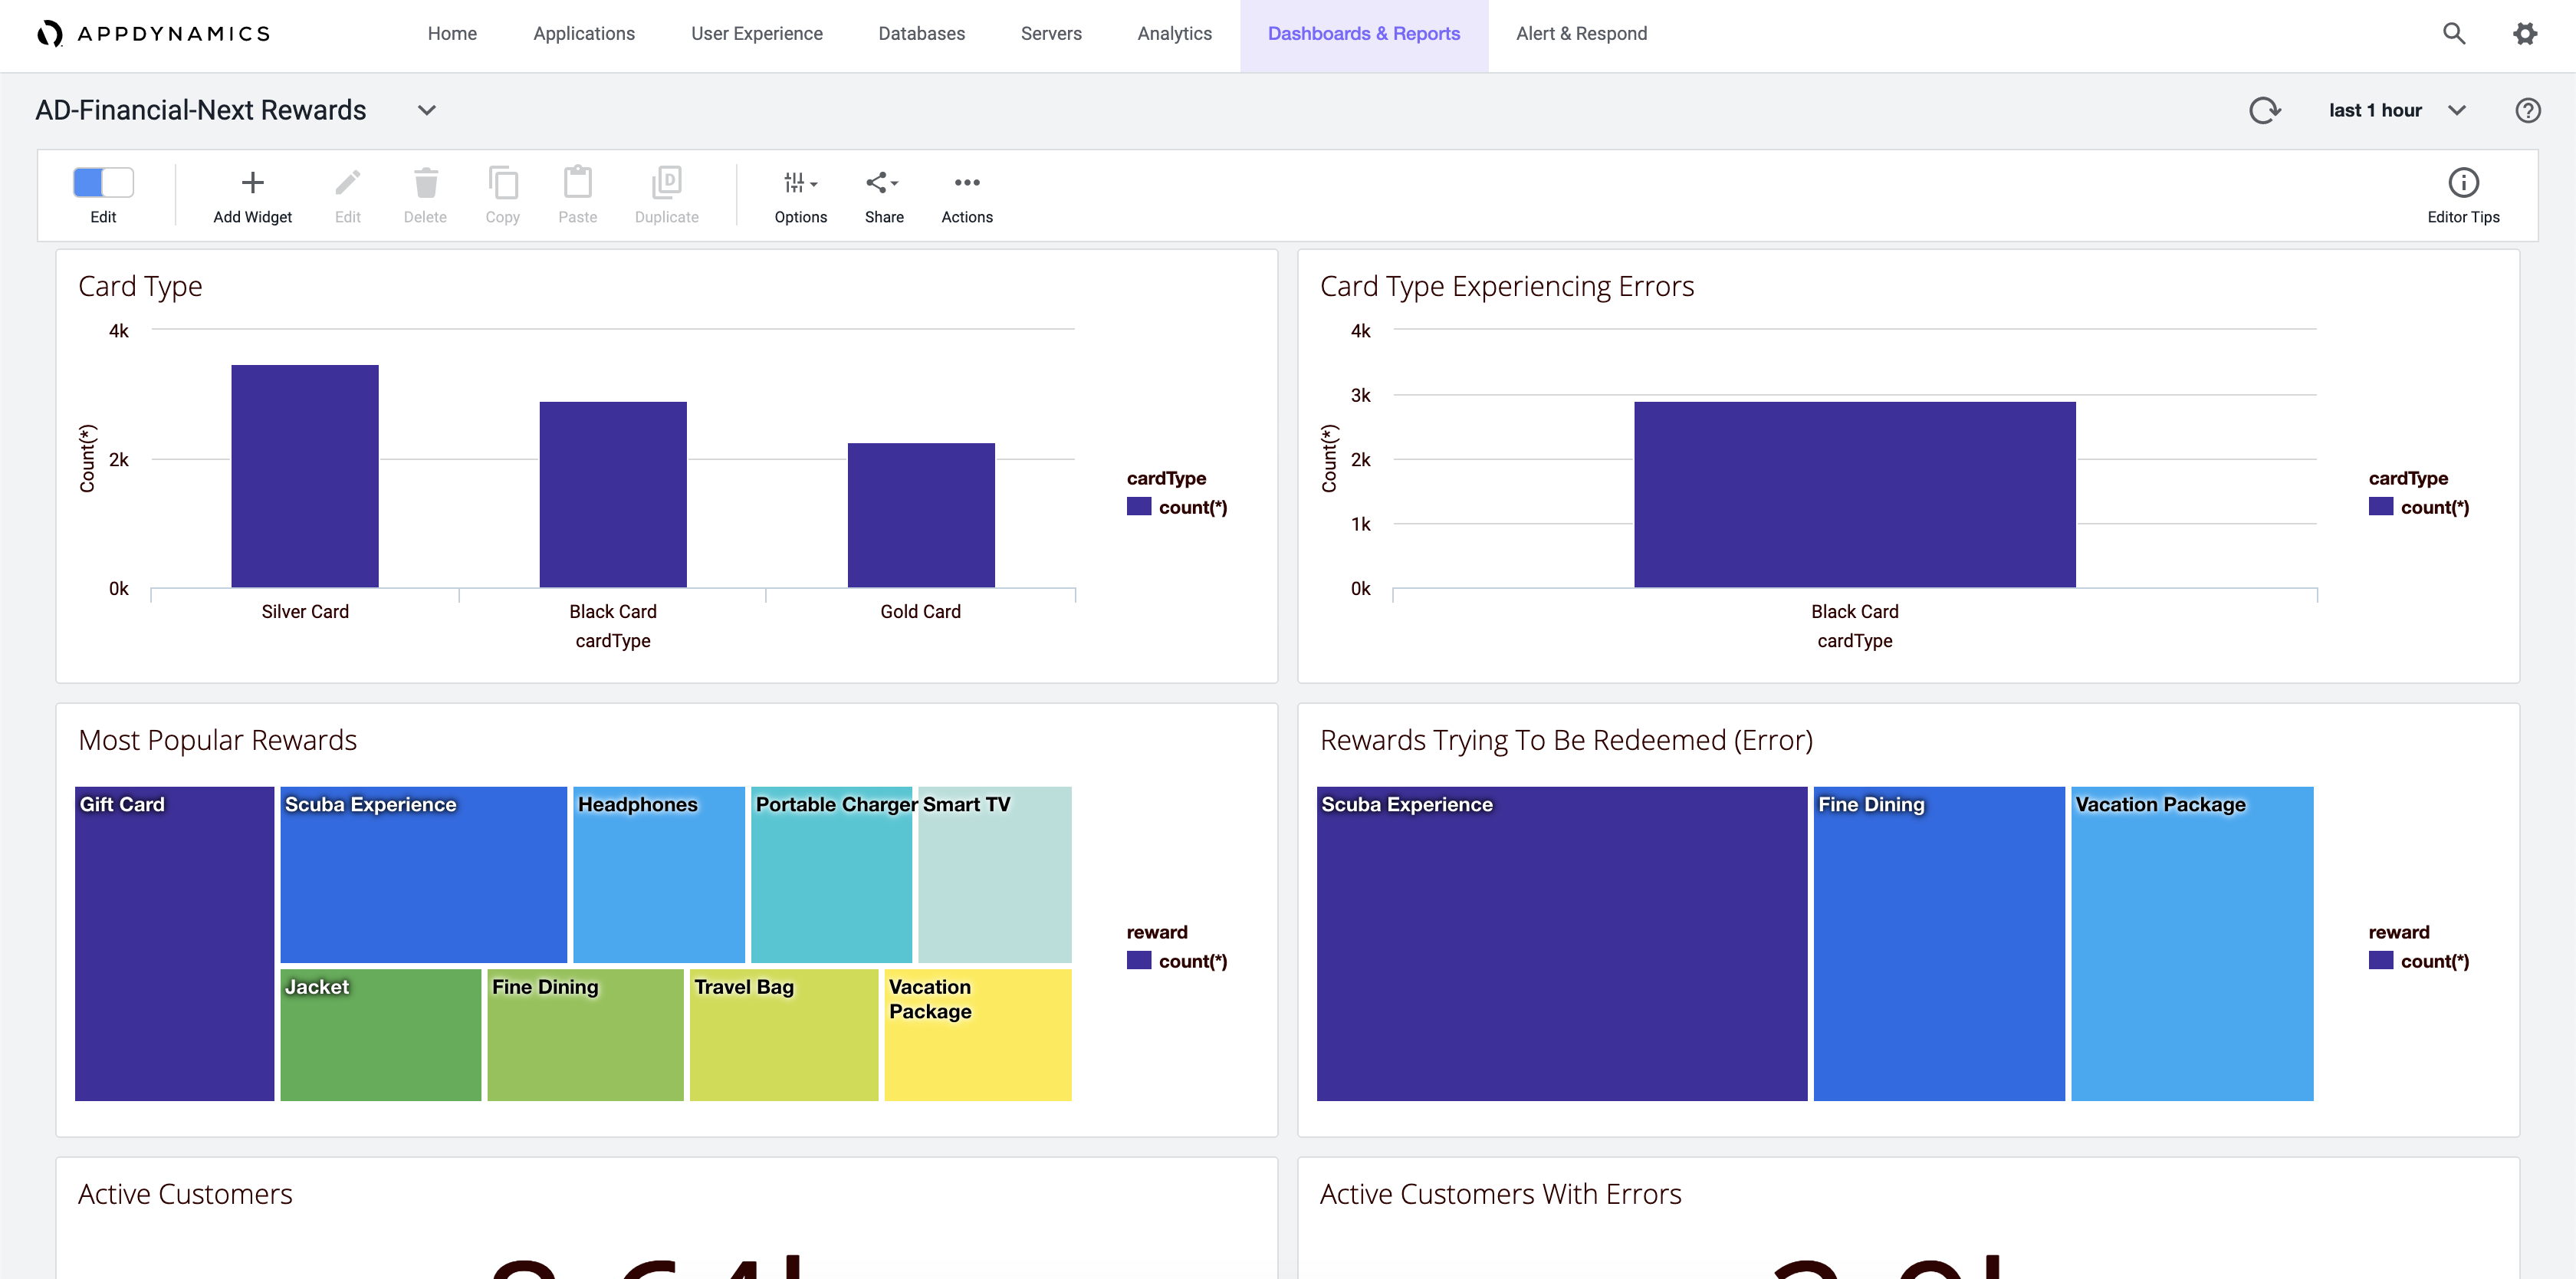 APPDYNAMICS
Home
Applications
User Experience
Databases
Servers
Analytics
Dashboards & Reports
Alert & Respond
AD-Financial-Next Rewards
last 1 hour
Edit
Add Widget
Edit
Delete
Copy
Paste
Duplicate
Options
Share
Actions
Editor Tips
Card Type
4k
2k
0k
Count(*)
Silver Card
Black Card
Gold Card
cardType
cardType
count(*)
Card Type Experiencing Errors
4k
3k
2k
1k
0k
Count(*)
Black Card
cardType
cardType
count(*)
Most Popular Rewards
Gift Card
Scuba Experience
Headphones
Portable Charger
Smart TV
Jacket
Fine Dining
Travel Bag
Vacation
Package
reward
count(*)
Rewards Trying To Be Redeemed (Error)
Scuba Experience
Fine Dining
Vacation Package
reward
count(*)
Active Customers
Active Customers With Errors